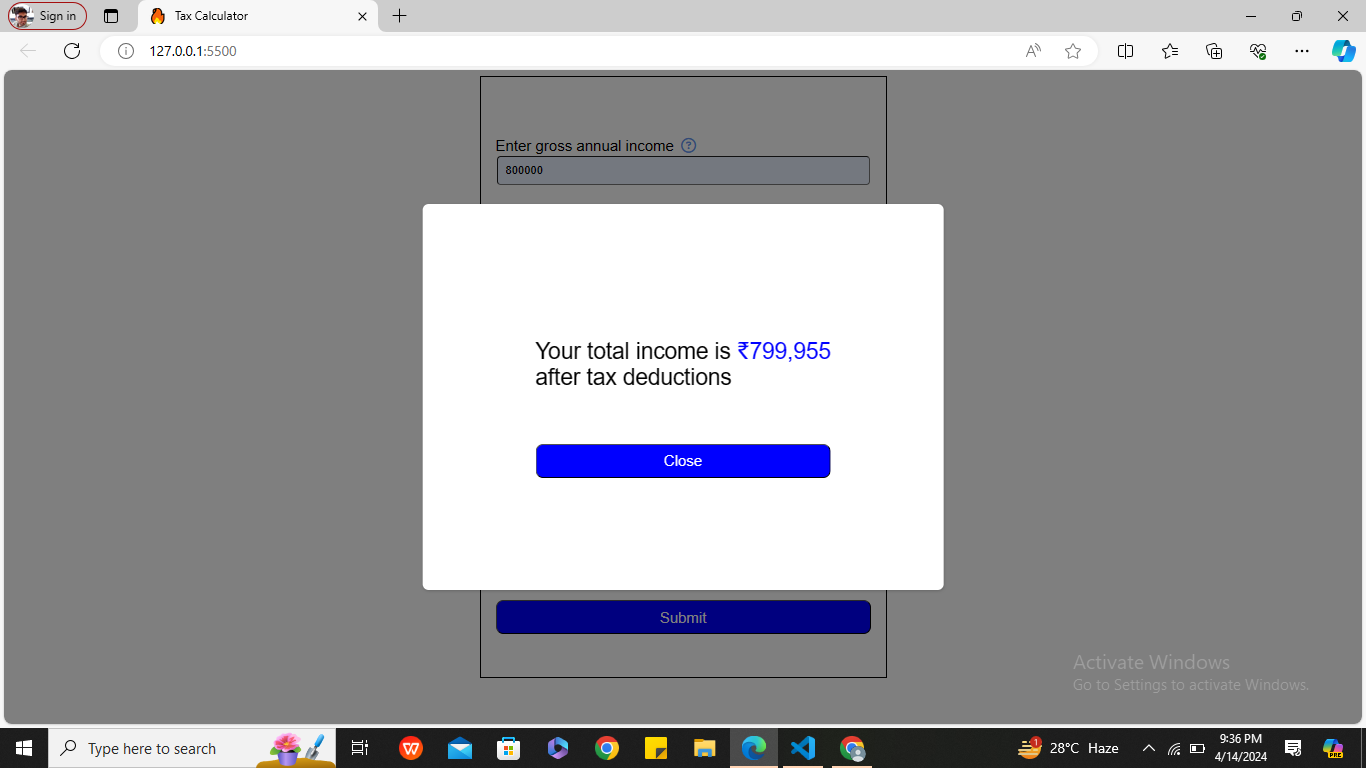 Sign in
Tax Calculator
127.0.0.1:5500
Enter gross annual income ?
800000
Your total income is ₹799,955
after tax deductions
Close
Submit
Activate Windows
Go to Settings to activate Windows.
Type here to search
W
1
28°C Haze
9:36 PM
4/14/2024
PRE